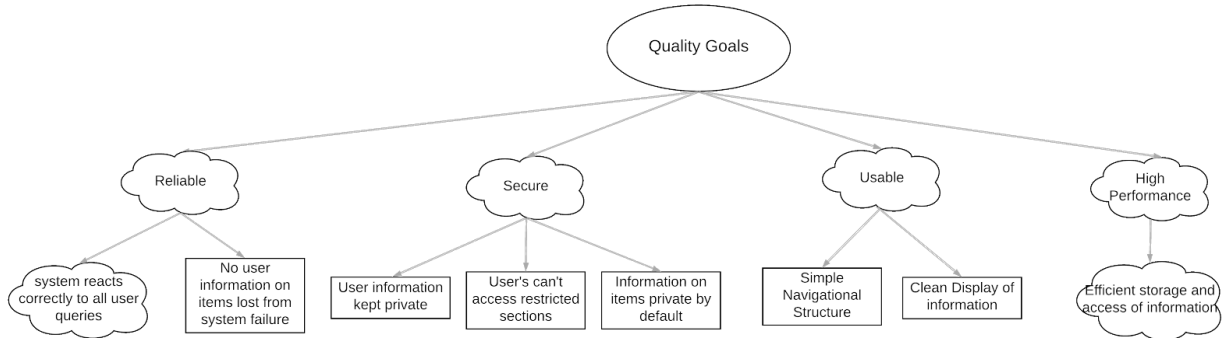 Quality Goals
Reliable
Secure
Usable
High
Performance
system reacts
correctly to all user
queries
No user
information on
items lost from
system failure
User information
kept private
User's can't
access restricted
sections
Information on
items private by
default
Simple
Navigational
Structure
Clean Display of
information
Efficient storage and
access of information